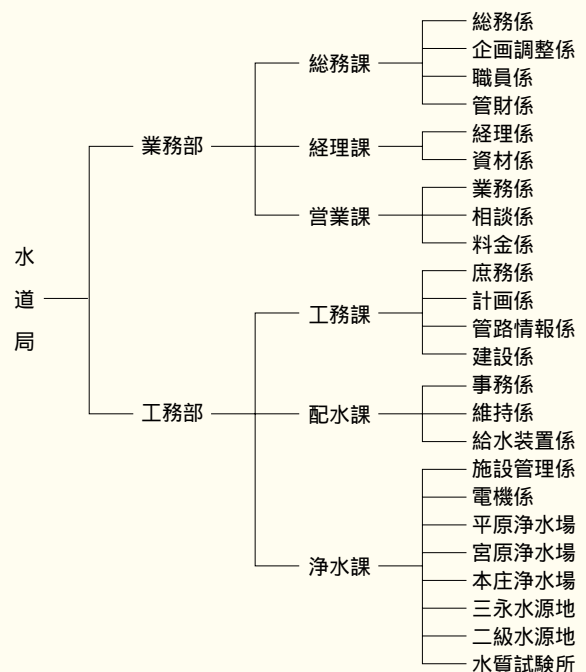 水道局
業務部
総務課
総務係
企画調整係
職員係
管財係
経理課
経理係
資材係
営業課
業務係
相談係
料金係
工務部
工務課
庶務係
計画係
管路情報係
建設係
配水課
事務係
維持係
給水装置係
浄水課
施設管理係
電機係
平原浄水場
宮原浄水場
本庄浄水場
三永水源地
二級水源地
水質試験所